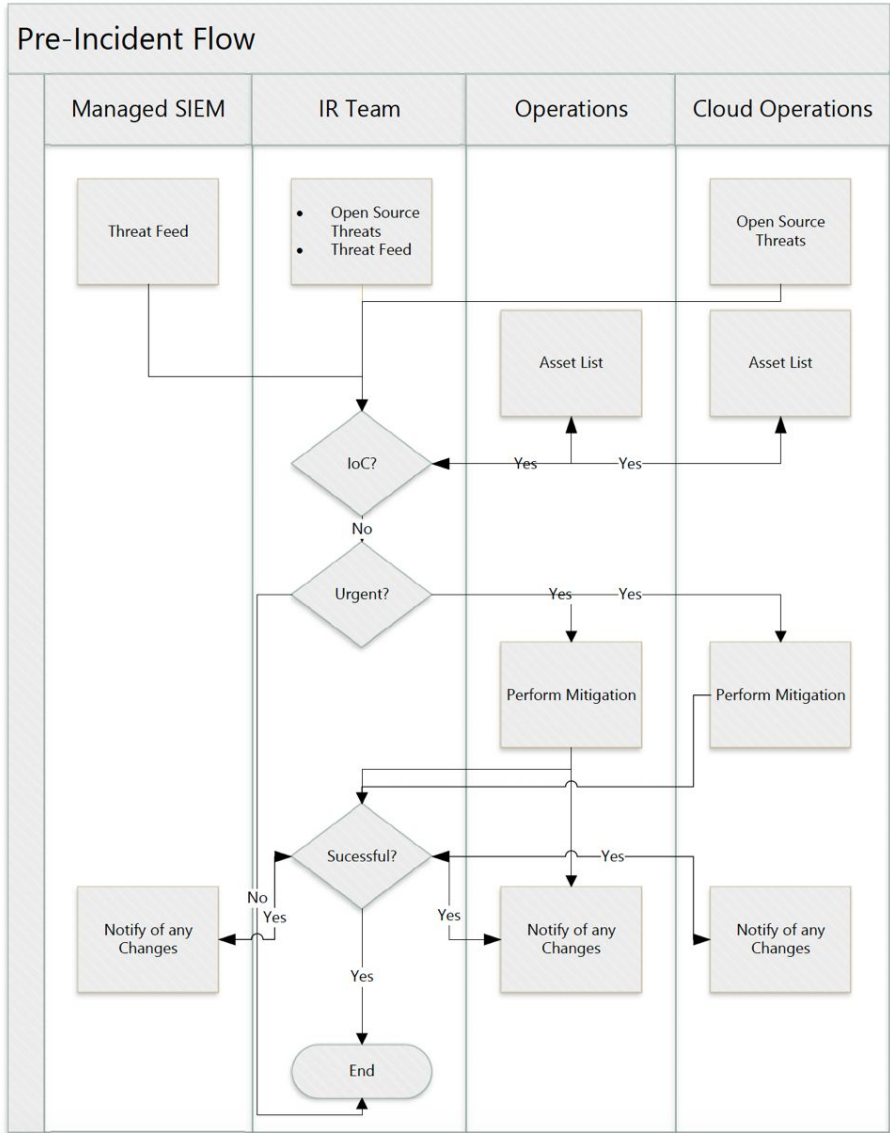 Pre-Incident Flow
Managed SIEM
IR Team
Operations
Cloud Operations
Threat Feed
• Open Source
Threats
• Threat Feed
Open Source
Threats
Asset List
Asset List
IoC?
Yes
Yes
No
Urgent?
Yes
Yes
Perform Mitigation
Perform Mitigation
Sucessful?
Yes
No
Yes
Yes
Notify of any
Changes
Notify of any
Changes
Notify of any
Changes
Yes
End